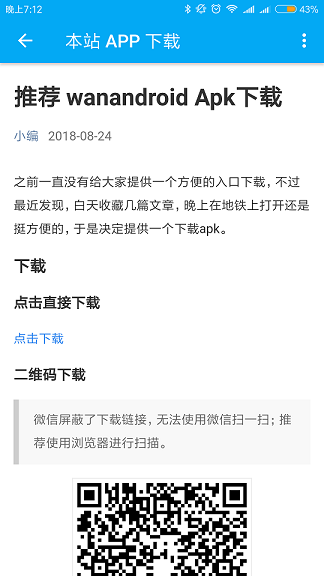 晚上7:12
43%
本站 APP 下载
推荐 wanandroid Apk下载
小编 2018-08-24
之前一直没有给大家提供一个方便的入口下载，不过
最近发现，白天收藏几篇文章，晚上在地铁上打开还是
挺方便的，于是决定提供一个下载apk。
下载
点击直接下载
点击下载
二维码下载
微信屏蔽了下载链接，无法使用微信扫一扫；推
荐使用浏览器进行扫描。